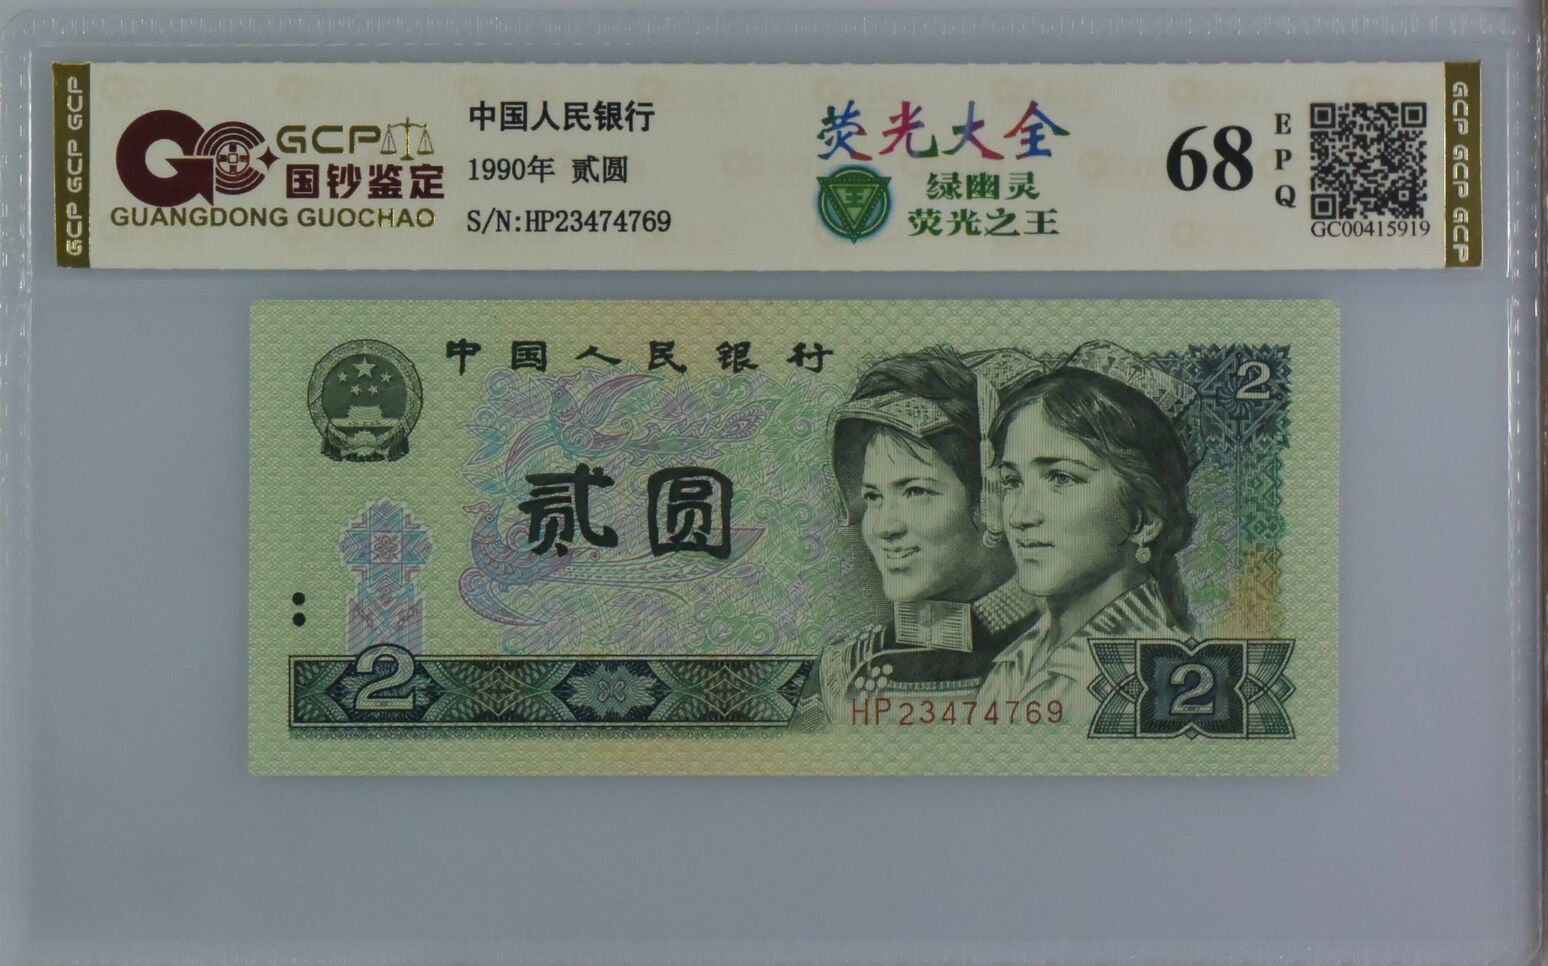 GCP GCP GCP
GCP
国钞鉴定
GUANGDONG GUOCHAO
中国人民银行
1990年 贰圆
S/N:HP23474769
荧光大全
王
绿幽灵
荧光之王
68
EPQ
GC00415919
GCP GCP GCP
中国人民银行
2
贰圆
2
HP23474769
2